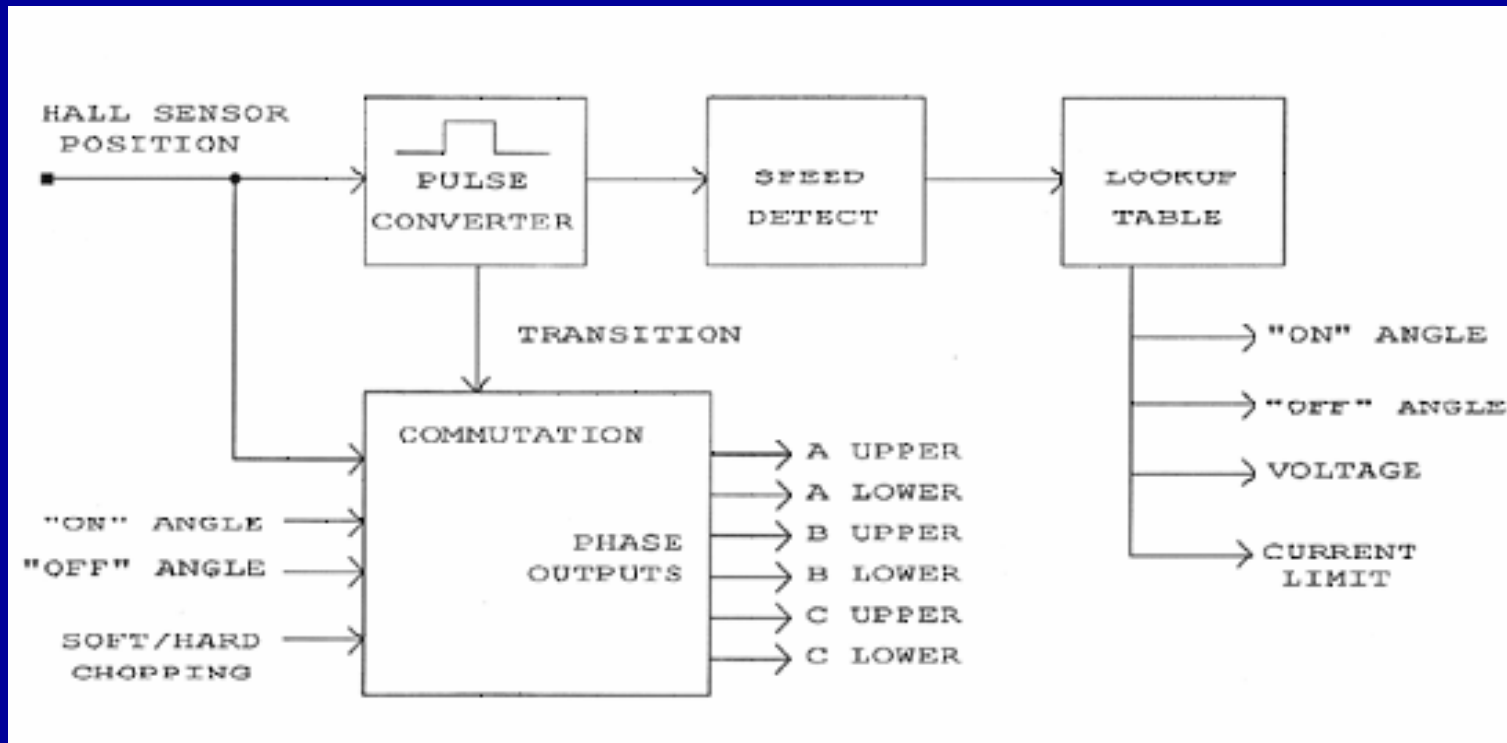 HALL SENSOR
POSITION
PULSE
CONVERTER
SPEED
DETECT
LOOKUP
TABLE
TRANSITION
"ON" ANGLE
"OFF" ANGLE
VOLTAGE
CURRENT
LIMIT
COMMUTATION
PHASE
OUTPUTS
"ON" ANGLE
"OFF" ANGLE
SOFT/HARD
CHOPPING
A UPPER
A LOWER
B UPPER
B LOWER
C UPPER
C LOWER